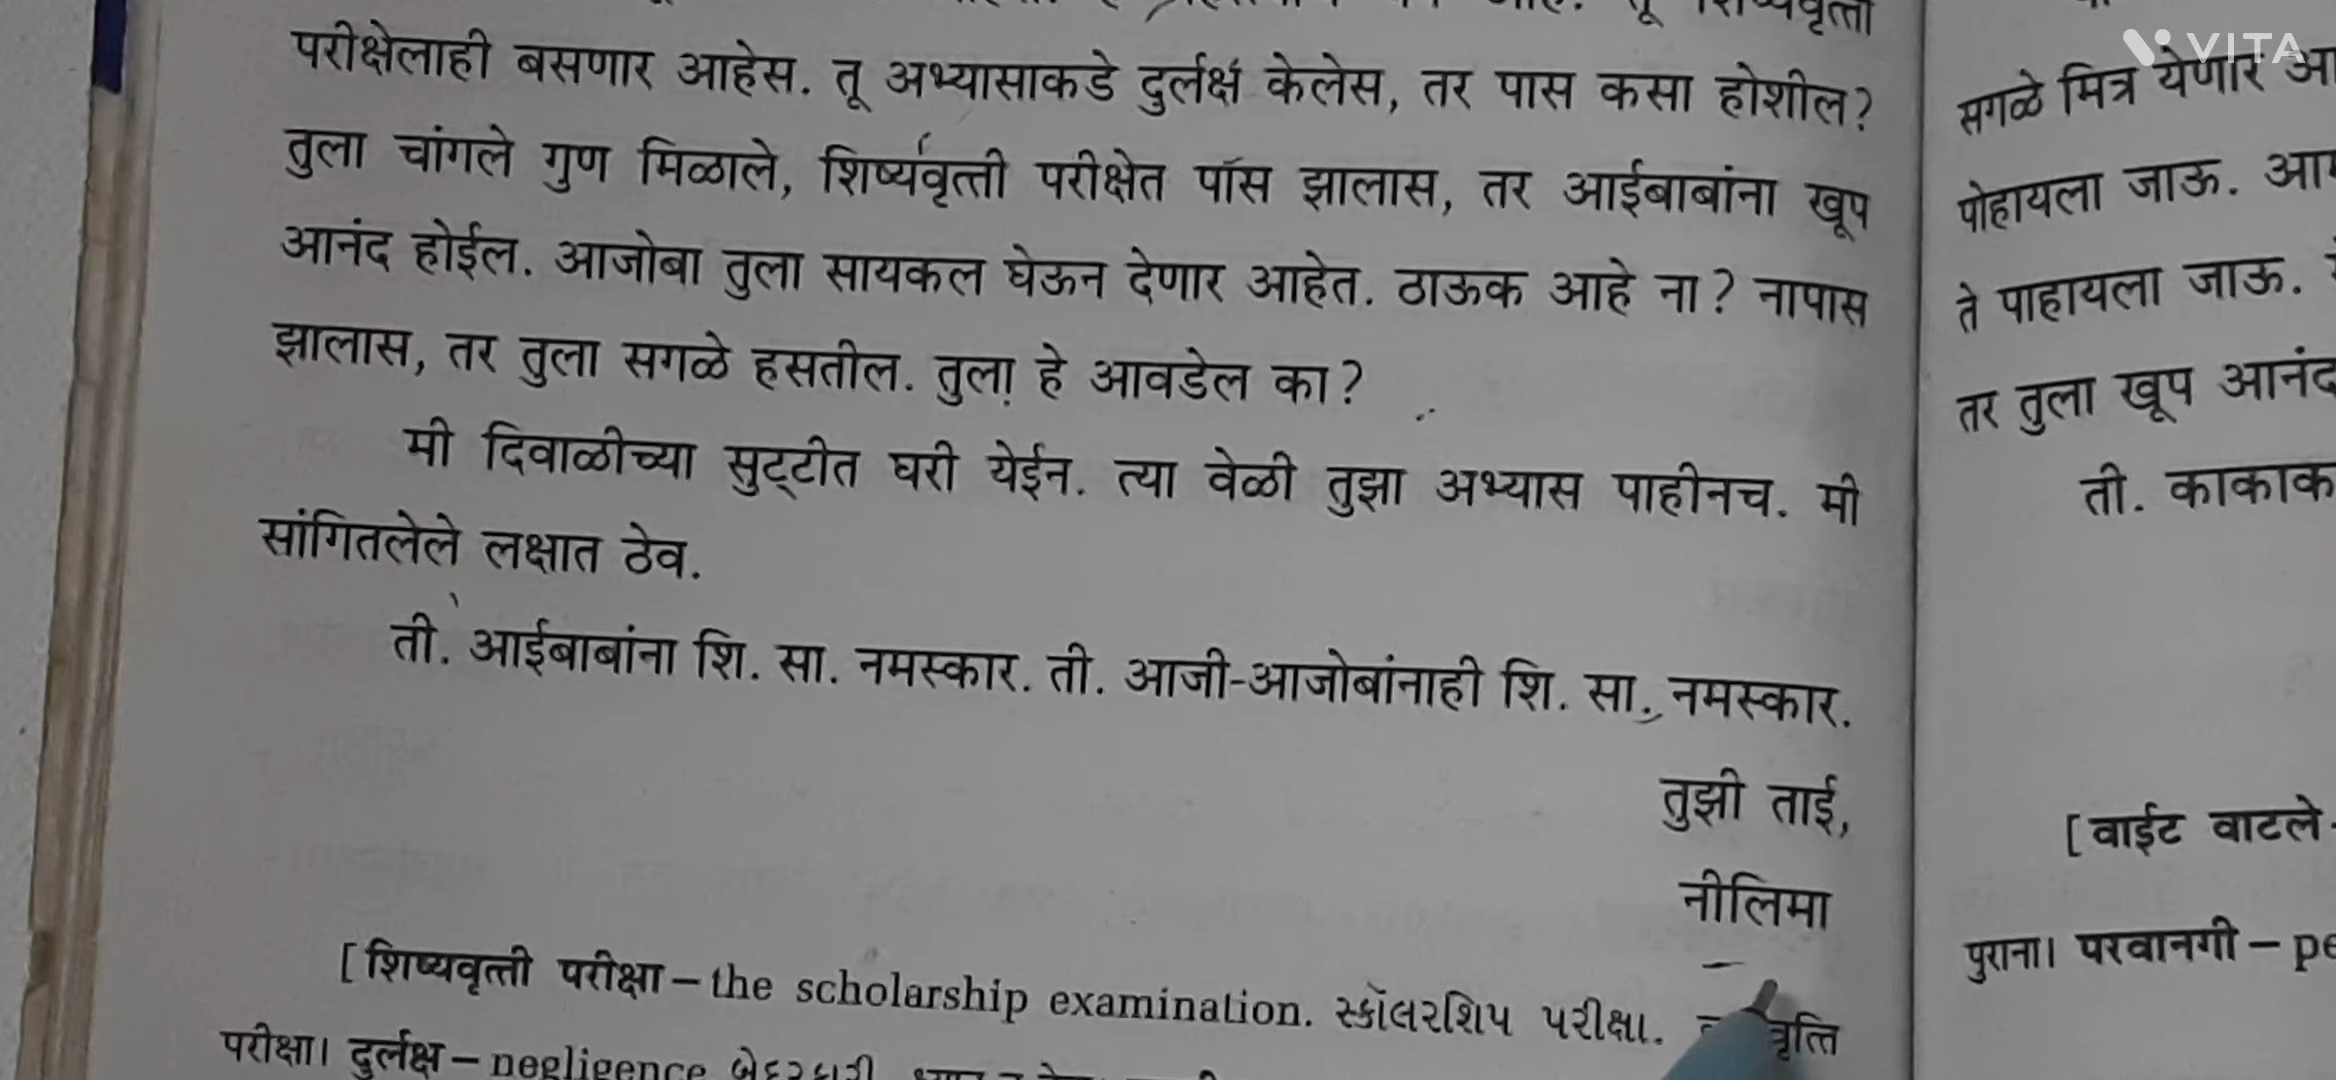 परीक्षेलाही बसणार आहेस. तू अभ्यासाकडे दुर्लक्ष केलेस, तर पास कसा होशील?
तुला चांगले गुण मिळाले, शिष्यवृत्ती परीक्षेत पास झालास, तर आईबाबांना खूप
आनंद होईल. आजोबा तुला सायकल घेऊन देणार आहेत. ठाऊक आहे ना? नापास
झालास, तर तुला सगळे हसतील. तुला हे आवडेल का?
मी दिवाळीच्या सुट्टीत घरी येईन. त्या वेळी तुझा अभ्यास पाहीनच. मी
सांगितलेले लक्षात ठेव.
ती. आईबाबांना शि. सा. नमस्कार. ती. आजी-आजोबांनाही शि. सा. नमस्कार.
तुझी ताई,
नीलिमा
[शिष्यवृत्ती परीक्षा – the scholarship examination. સ્કૉલરશિપ પરીક્ષા.
परीक्षा। दुर्लक्ष – negligence
VITA
सगळे मित्र येणार
पोहायला जाऊ.
ते पाहायला जाऊ.
तर तुला खूप आनंद
ती.
[वाईट वाटले
पुराना। परवानगी –